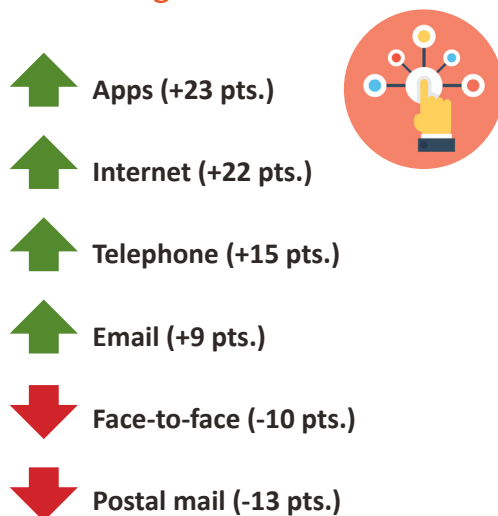 Apps (+23 pts.)
Internet (+22 pts.)
Telephone (+15 pts.)
Email (+9 pts.)
Face-to-face (-10 pts.)
Postal mail (-13 pts.)